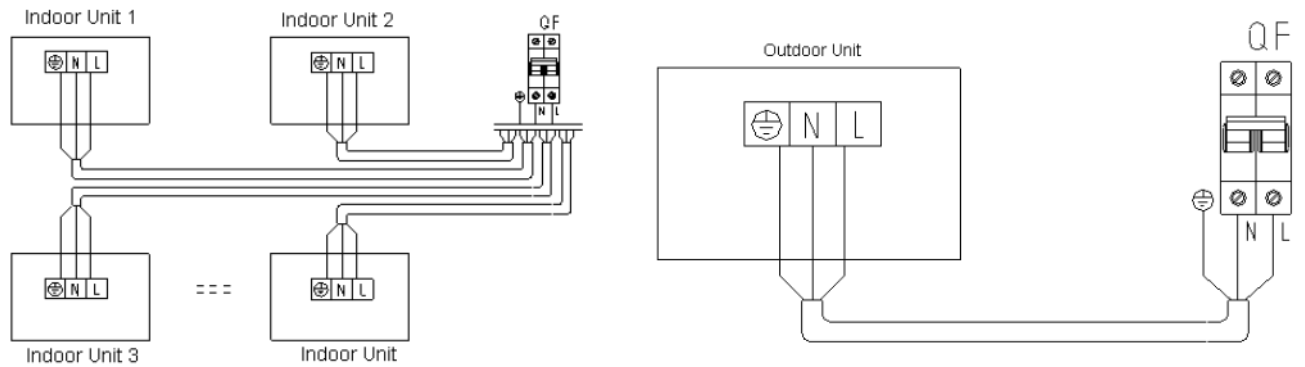 Indoor Unit 1
Indoor Unit 2
QF
N L
N L
N L
N L
N L
Indoor Unit 3
Indoor Unit
Outdoor Unit
QF
N L
N L